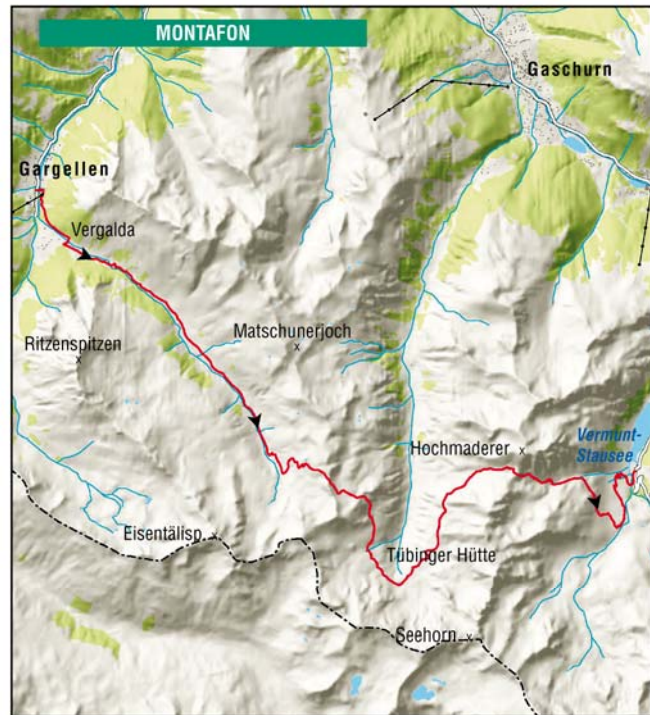 MONTAFON
Gaschurn
Gargellen
Vergalda
Ritzenspitzen
Matschunerjoch
Hochmaderer
Vermunt-
Stausee
Eisentälisp.
Tübinger Hütte
Seehorn